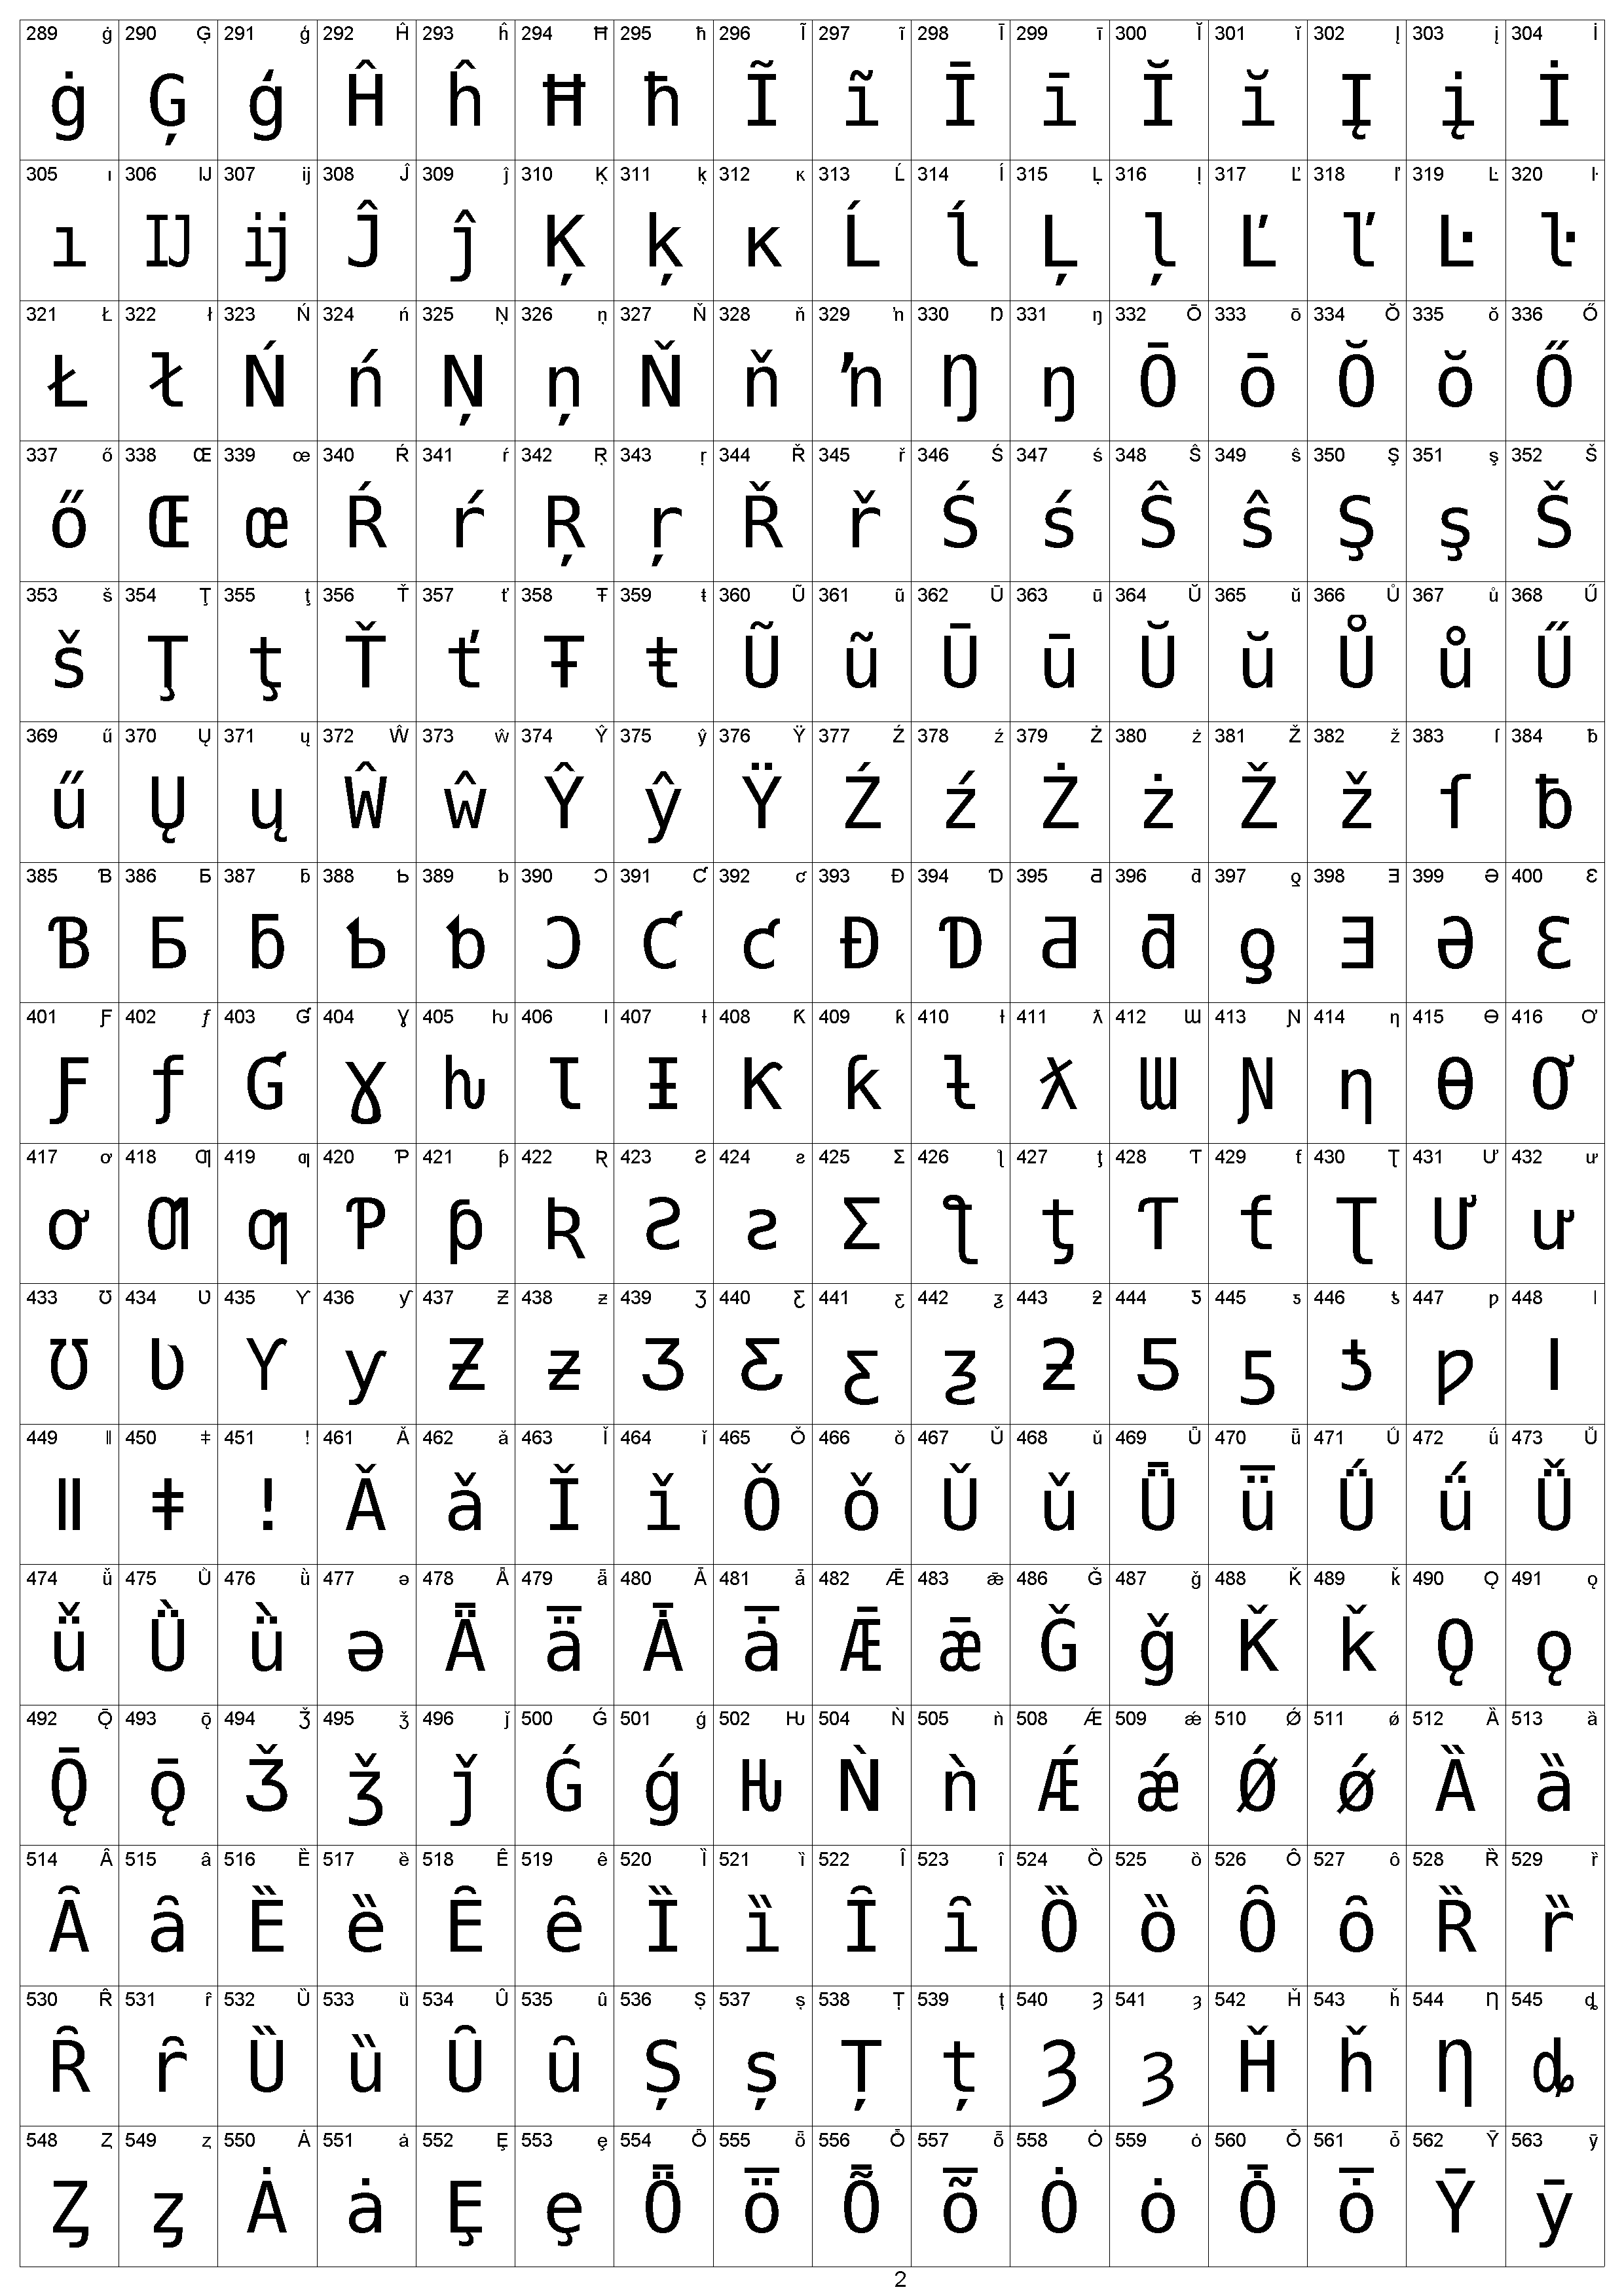 289 ġ 290 Ģ 291 ģ 292 Ĥ 293 ĥ 294 Ħ 295 ħ 296 Ĩ 297 ĩ 298 Ī 299 ī 300 Ĭ 301 ĭ 302 Į 303 į 304 İ
ġ Ģ ģ Ĥ ĥ Ħ ħ Ĩ ĩ Ī ī Ĭ ĭ Į į İ
305 ı 306 IJ 307 ij 308 Ĵ 309 ĵ 310 Ķ 311 ķ 312 ĸ 313 Ĺ 314 ĺ 315 Ļ 316 ļ 317 Ľ 318 ľ 319 Ŀ 320 ŀ
ı IJ ij Ĵ ĵ Ķ ķ ĸ Ĺ ĺ Ļ ļ Ľ ľ Ŀ ŀ
321 Ł 322 ł 323 Ń 324 ń 325 Ņ 326 ņ 327 Ň 328 ň 329 ŉ 330 Ŋ 331 ŋ 332 Ō 333 ō 334 Ŏ 335 ŏ 336 Ő
Ł ł Ń ń Ņ ņ Ň ň ŉ Ŋ ŋ Ō ō Ŏ ŏ Ő
337 ő 338 Œ 339 œ 340 Ŕ 341 ŕ 342 Ŗ 343 ŗ 344 Ř 345 ř 346 Ś 347 ś 348 Ŝ 349 ŝ 350 Ş 351 ş 352 Š
ő Œ œ Ŕ ŕ Ŗ ŗ Ř ř Ś ś Ŝ ŝ Ş ş Š
353 š 354 Ţ 355 ţ 356 Ť 357 ť 358 Ŧ 359 ŧ 360 Ũ 361 ũ 362 Ū 363 ū 364 Ŭ 365 ŭ 366 Ů 367 ů 368 Ű
š Ţ ţ Ť ť Ŧ ŧ Ũ ũ Ū ū Ŭ ŭ Ů ů Ű
369 ű 370 Ų 371 ų 372 Ŵ 373 ŵ 374 Ŷ 375 ŷ 376 Ÿ 377 Ź 378 ź 379 Ż 380 ż 381 Ž 382 ž 383 ſ 384 ƀ
ű Ų ų Ŵ ŵ Ŷ ŷ Ÿ Ź ź Ż ż Ž ž ſ ƀ
385 Ɓ 386 Ƃ 387 ƃ 388 Ƅ 389 ƅ 390 Ɔ 391 Ƈ 392 ƈ 393 Ɖ 394 Ɗ 395 Ƌ 396 ƌ 397 ƍ 398 Ǝ 399 Ə 400 Ɛ
Ɓ Ƃ ƃ Ƅ ƅ Ɔ Ƈ ƈ Ɖ Ɗ Ƌ ƌ ƍ Ǝ Ə Ɛ
401 Ƒ 402 ƒ 403 Ɠ 404 Ɣ 405 ƕ 406 Ɩ 407 Ɨ 408 Ƙ 409 ƙ 410 ƚ 411 ƛ 412 Ɯ 413 Ɲ 414 ƞ 415 Ɵ 416 Ơ
Ƒ ƒ Ɠ Ɣ ƕ Ɩ Ɨ Ƙ ƙ ƚ ƛ Ɯ Ɲ ƞ Ɵ Ơ
417 ơ 418 Ƣ 419 ƣ 420 Ƥ 421 ƥ 422 Ʀ 423 Ƨ 424 ƨ 425 Ʃ 426 ƪ 427 ƫ 428 Ƭ 429 ƭ 430 Ʈ 431 Ư 432 ư
ơ Ƣ ƣ Ƥ ƥ Ʀ Ƨ ƨ Ʃ ƪ ƫ Ƭ ƭ Ʈ Ư ư
433 Ʊ 434 Ʋ 435 Ƴ 436 ƴ 437 Ƶ 438 ƶ 439 Ʒ 440 Ƹ 441 ƹ 442 ƺ 443 ƻ 444 Ƽ 445 ƽ 446 ƾ 447 ƿ 448 ǀ
Ʊ Ʋ Ƴ ƴ Ƶ ƶ Ʒ Ƹ ƹ ƺ ƻ Ƽ ƽ ƾ ƿ ǀ
449 ǁ 450 ǂ 451 ǃ 461 Ǎ 462 ǎ 463 Ǐ 464 ǐ 465 Ǒ 466 ǒ 467 Ǔ 468 ǔ 469 Ǖ 470 ǖ 471 Ǘ 472 ǘ 473 Ǚ
ǁ ǂ ǃ Ǎ ǎ Ǐ ǐ Ǒ ǒ Ǔ ǔ Ǖ ǖ Ǘ ǘ Ǚ
474 ǚ 475 Ǜ 476 ǜ 477 ǝ 478 Ǟ 479 ǟ 480 Ǡ 481 ǡ 482 Ǣ 483 ǣ 486 Ǧ 487 ǧ 488 Ǩ 489 ǩ 490 Ǫ 491 ǫ
ǚ Ǜ ǜ ǝ Ǟ ǟ Ǡ ǡ Ǣ ǣ Ǧ ǧ Ǩ ǩ Ǫ ǫ
492 Ǭ 493 ǭ 494 Ǯ 495 ǯ 496 ǰ 500 Ǵ 501 ǵ 502 Ƕ 504 Ǹ 505 ǹ 508 Ǽ 509 ǽ 510 Ǿ 511 ǿ 512 Ȁ 513 ȁ
Ǭ ǭ Ǯ ǯ ǰ Ǵ ǵ Ƕ Ǹ ǹ Ǽ ǽ Ǿ ǿ Ȁ ȁ
514 Ȃ 515 ȃ 516 Ȅ 517 ȅ 518 Ȇ 519 ȇ 520 Ȉ 521 ȉ 522 Ȋ 523 ȋ 524 Ȍ 525 ȍ 526 Ȏ 527 ȏ 528 Ȑ 529 ȑ
Ȃ ȃ Ȅ ȅ Ȇ ȇ Ȉ ȉ Ȋ ȋ Ȍ ȍ Ȏ ȏ Ȑ ȑ
530 Ȓ 531 ȓ 532 Ȕ 533 ȕ 534 Ȗ 535 ȗ 536 Ș 537 ș 538 Ț 539 ț 540 Ȝ 541 ȝ 542 Ȟ 543 ȟ 544 Ƞ 545 ȡ
Ȓ ȓ Ȕ ȕ Ȗ ȗ Ș ș Ț ț Ȝ ȝ Ȟ ȟ Ƞ ȡ
548 Ȥ 549 ȥ 550 Ȧ 551 ȧ 552 Ȩ 553 ȩ 554 Ȫ 555 ȫ 556 Ȭ 557 ȭ 558 Ȯ 559 ȯ 560 Ȱ 561 ȱ 562 Ȳ 563 ȳ
Ȥ ȥ Ȧ ȧ Ȩ ȩ Ȫ ȫ Ȭ ȭ Ȯ ȯ Ȱ ȱ Ȳ ȳ
2